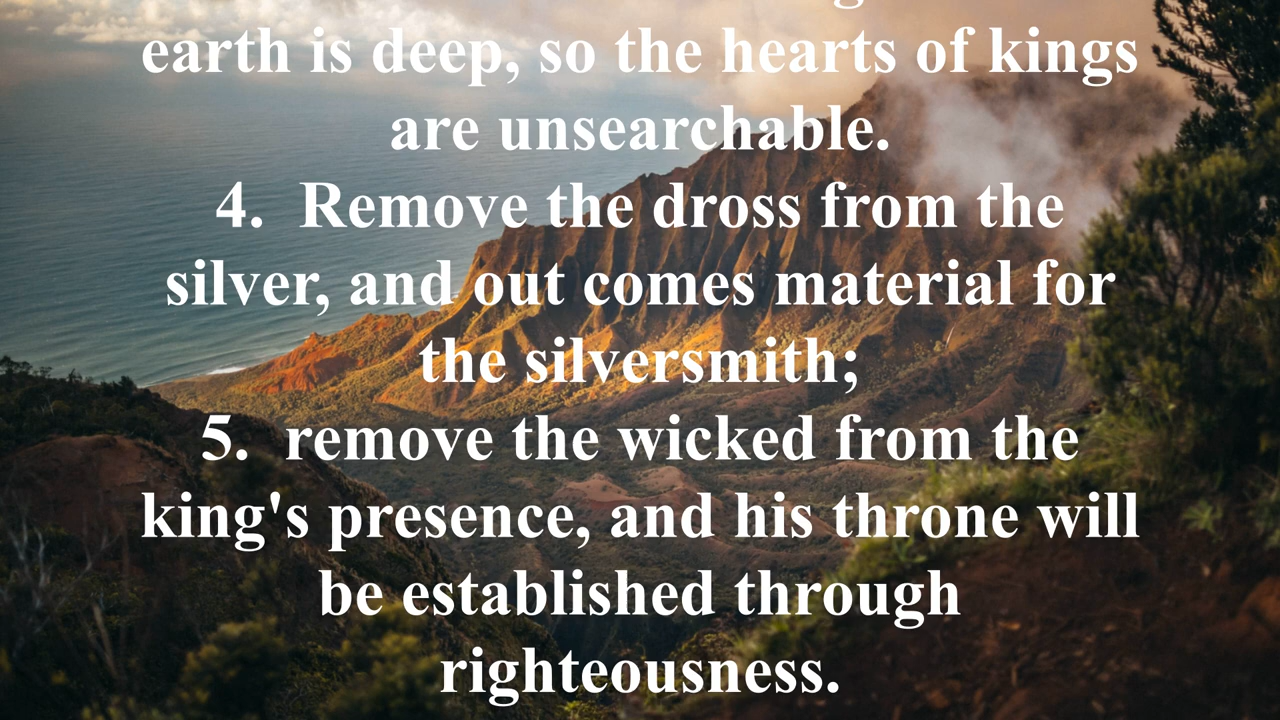 earth is deep, so the hearts of kings
are unsearchable.
4.  Remove the dross from the
silver, and out comes material for
the silversmith;
5.  remove the wicked from the
king's presence, and his throne will
be established through
righteousness.